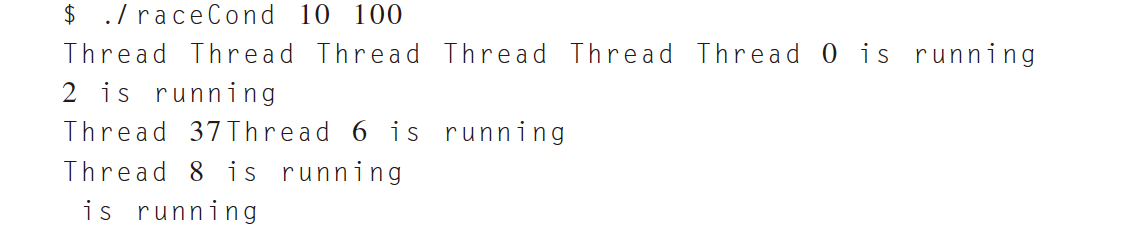 $ ./raceCond 10 100
Thread Thread Thread Thread Thread Thread 0 is running
2 is running
Thread 37Thread 6 is running
Thread 8 is running
is running